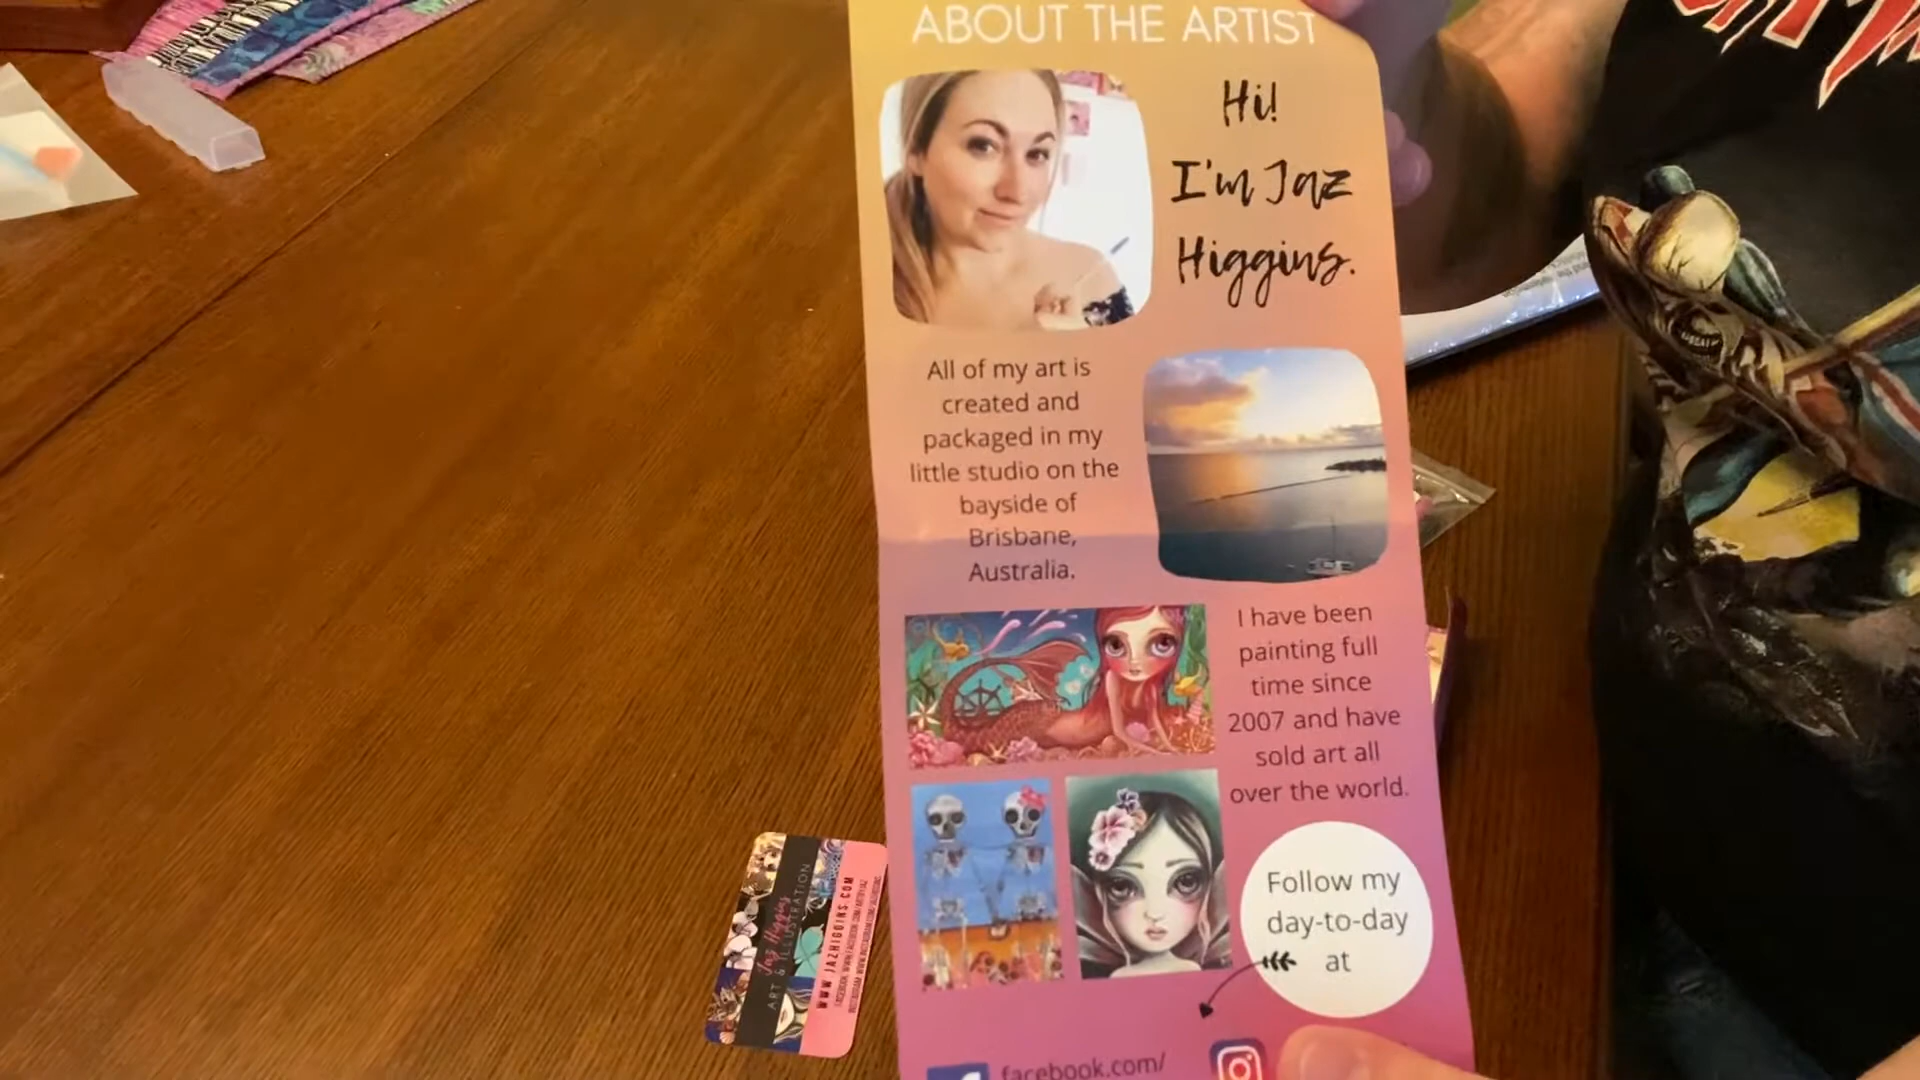 ABOUT THE ARTIST
Hi!
I'm Jaz
Higgins.
All of my art is
created and
packaged in my
little studio on the
bayside of
Brisbane,
Australia.
I have been
painting full
time since
2007 and have
sold art all
over the world.
Follow my
day-to-day
at
facebook.com/
Jaz Higgins
ART & ILLUSTRATION
WWW.JAZHIGGINS.COM